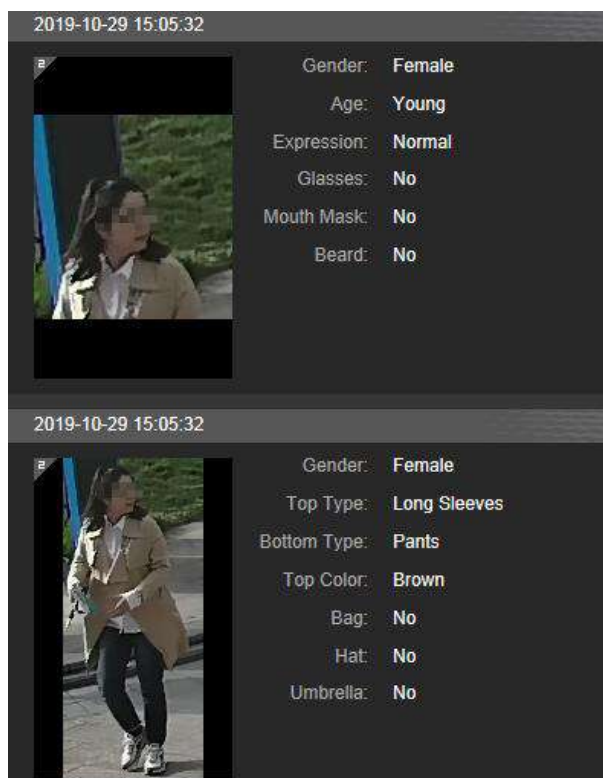 2019-10-29 15:05:32
2
Gender: Female
Age: Young
Expression: Normal
Glasses: No
Mouth Mask: No
Beard: No
2019-10-29 15:05:32
2
Gender: Female
Top Type: Long Sleeves
Bottom Type: Pants
Top Color: Brown
Bag: No
Hat: No
Umbrella: No